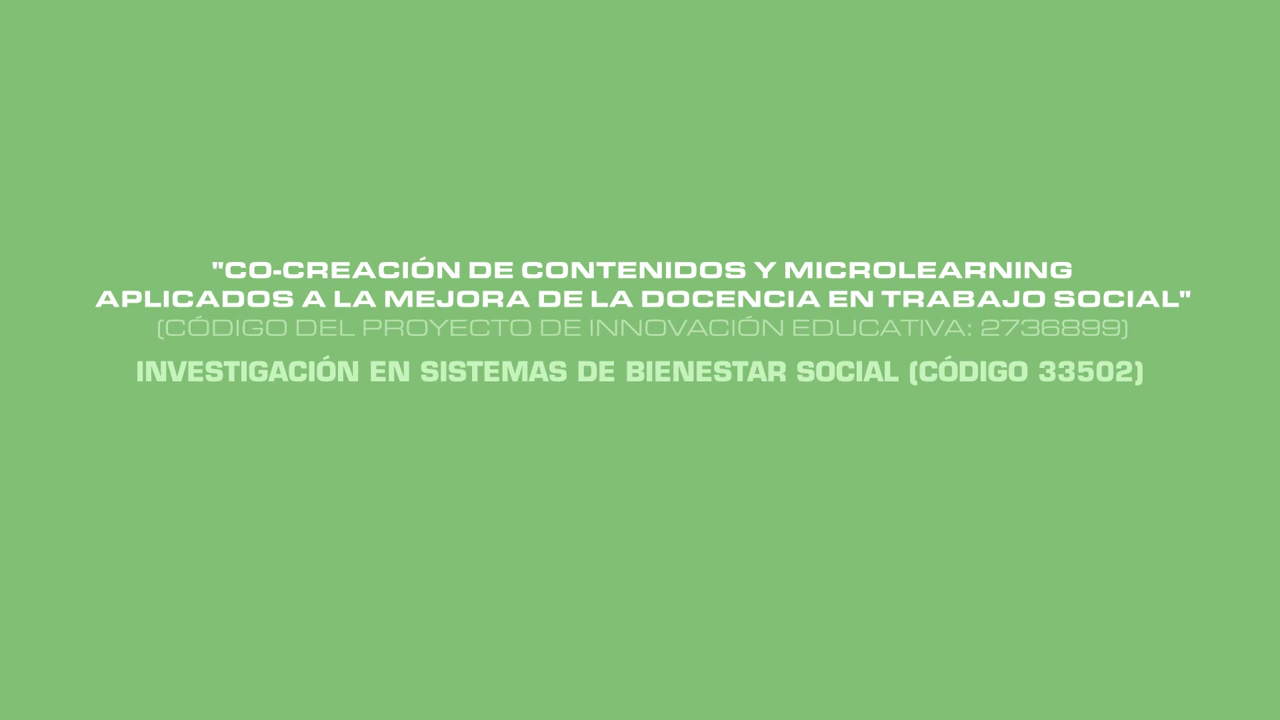 "CO-CREACIÓN DE CONTENIDOS Y MICROLEARNING
APLICADOS A LA MEJORA DE LA DOCENCIA EN TRABAJO SOCIAL"
(CÓDIGO DEL PROYECTO DE INNOVACIÓN EDUCATIVA: 2736899)
INVESTIGACIÓN EN SISTEMAS DE BIENESTAR SOCIAL (CÓDIGO 33502)